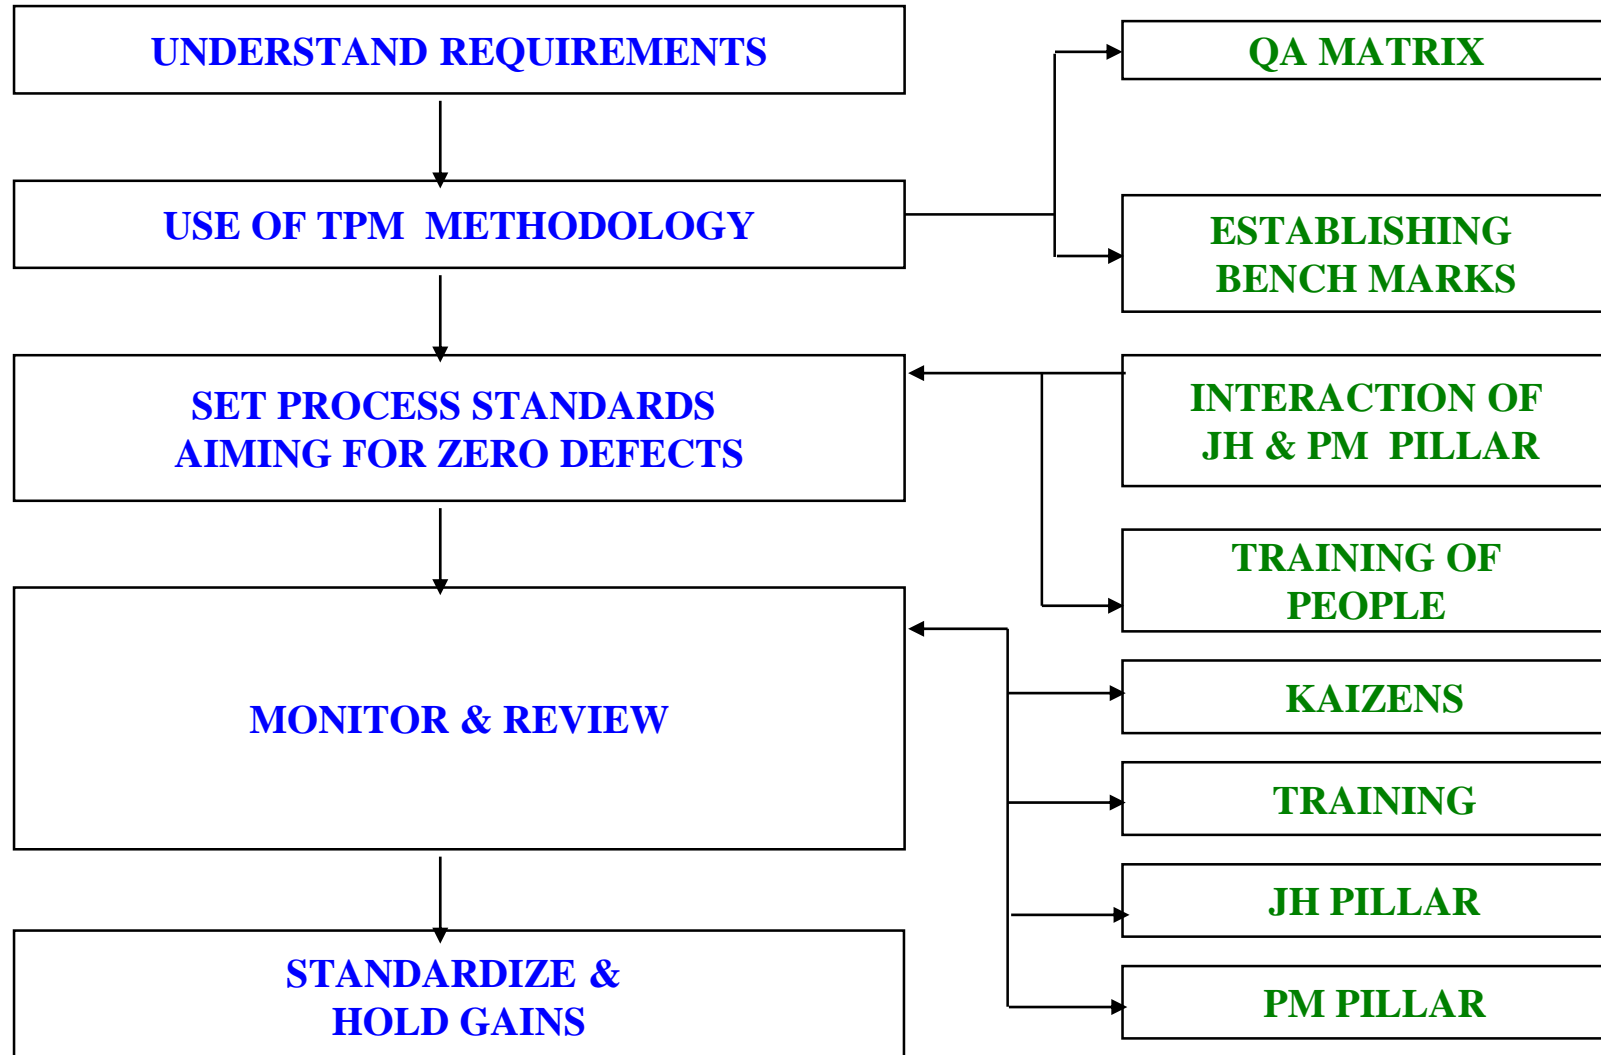 UNDERSTAND REQUIREMENTS
USE OF TPM METHODOLOGY
SET PROCESS STANDARDS
AIMING FOR ZERO DEFECTS
MONITOR & REVIEW
STANDARDIZE &
HOLD GAINS
QA MATRIX
ESTABLISHING
BENCH MARKS
INTERACTION OF
JH & PM PILLAR
TRAINING OF
PEOPLE
KAIZENS
TRAINING
JH PILLAR
PM PILLAR